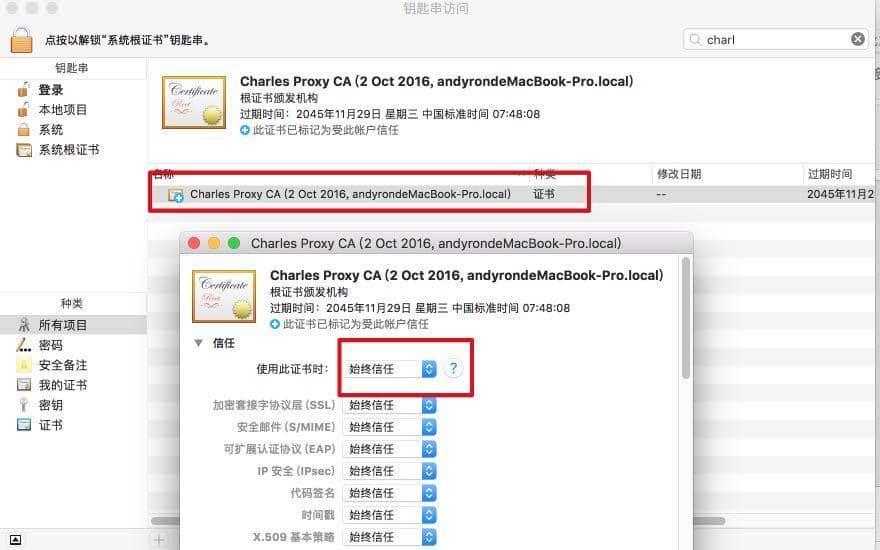 钥匙串访问
点按以解锁“系统根证书”钥匙串。
charl
钥匙串
登录
本地项目
系统
系统根证书
Certificate
Root
Charles Proxy CA (2 Oct 2016, andyrondeMacBook-Pro.local)
根证书颁发机构
过期时间：2045年11月29日 星期三 中国标准时间 07:48:08
此证书已标记为受此帐户信任
名称
种类
修改日期
过期时间
Charles Proxy CA (2 Oct 2016, andyrondeMacBook-Pro.local)
证书
--
2045年11月2
种类
所有项目
密码
安全备注
我的证书
密钥
证书
Charles Proxy CA (2 Oct 2016, andyrondeMacBook-Pro.local)
Certificate
Root
Charles Proxy CA (2 Oct 2016, andyrondeMacBook-Pro.local)
根证书颁发机构
过期时间：2045年11月29日 星期三 中国标准时间 07:48:08
此证书已标记为受此帐户信任
信任
使用此证书时： 始终信任 ?
加密套接字协议层 (SSL) 始终信任
安全邮件 (S/MIME) 始终信任
可扩展认证协议 (EAP) 始终信任
IP 安全 (IPsec) 始终信任
代码签名 始终信任
时间戳 始终信任
X.509 基本策略 始终信任